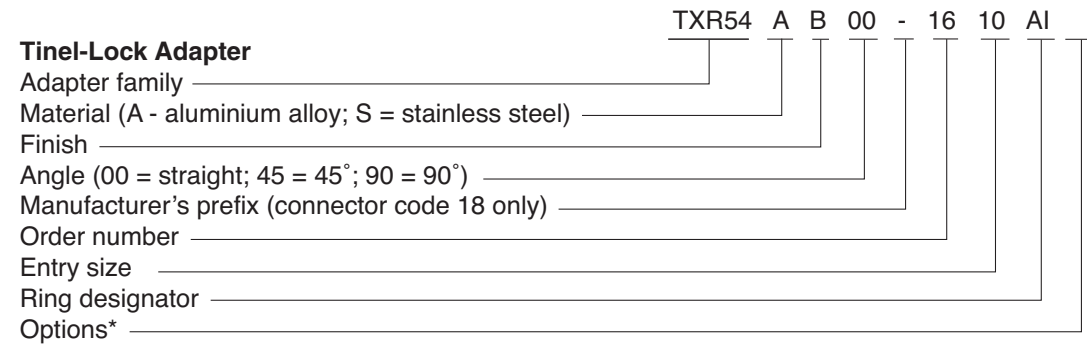 TXR54 A B 00 - 16 10 AI
Tinel-Lock Adapter
Adapter family
Material (A - aluminium alloy; S = stainless steel)
Finish
Angle (00 = straight; 45 = 45˚; 90 = 90˚)
Manufacturer’s prefix (connector code 18 only)
Order number
Entry size
Ring designator
Options*